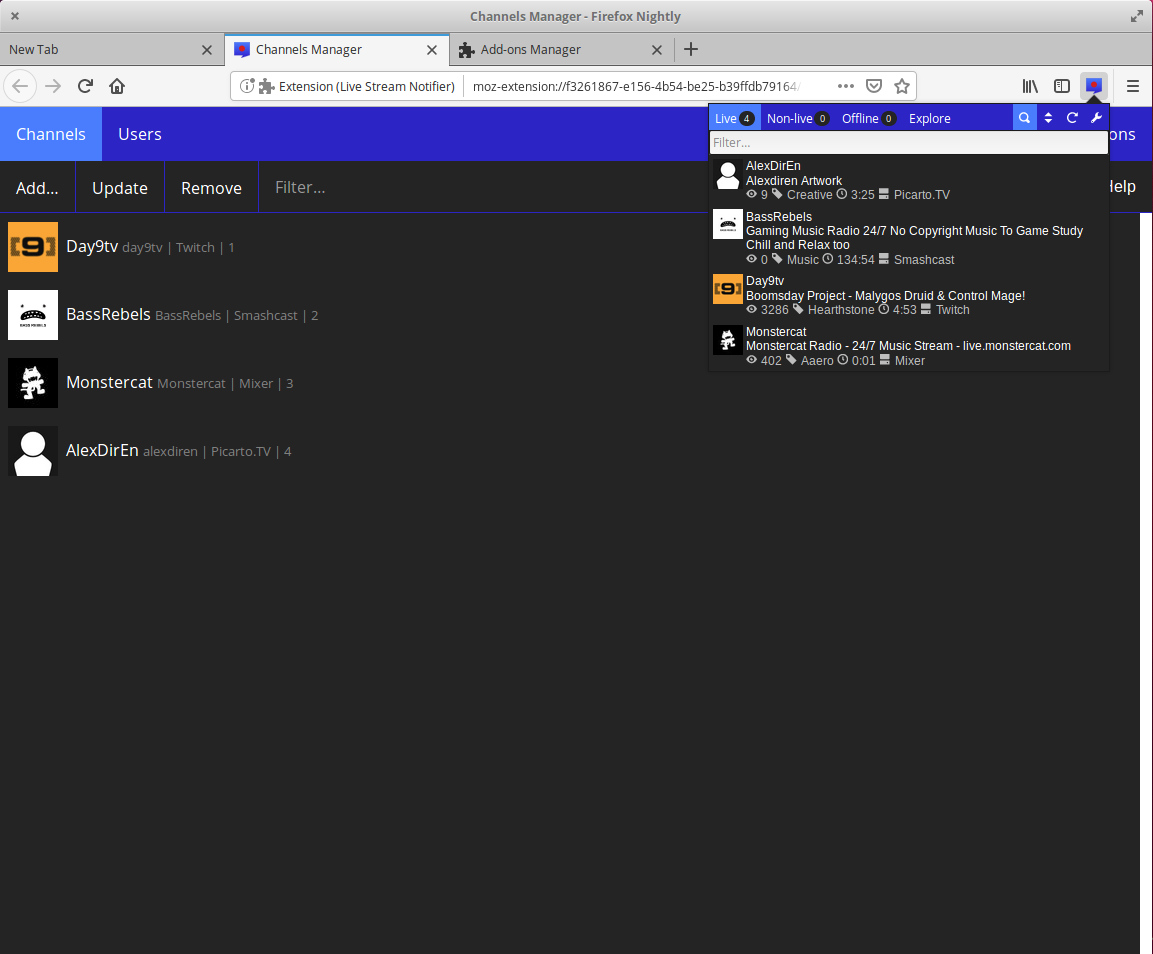 Channels Manager - Firefox Nightly
New Tab
Channels Manager
Add-ons Manager
Extension (Live Stream Notifier)
moz-extension://f3261867-e156-4b54-be25-b39ffdb79164/
Channels
Users
ons
Add...
Update
Remove
Filter...
Help
Day9tv day9tv | Twitch | 1
BassRebels BassRebels | Smashcast | 2
Monstercat Monstercat | Mixer | 3
AlexDirEn alexdiren | Picarto.TV | 4
Live 4
Non-live 0
Offline 0
Explore
Filter...
AlexDirEn
Alexdiren Artwork
9 Creative 3:25 Picarto.TV
BassRebels
Gaming Music Radio 24/7 No Copyright Music To Game Study
Chill and Relax too
0 Music 134:54 Smashcast
Day9tv
Boomsday Project - Malygos Druid & Control Mage!
3286 Hearthstone 4:53 Twitch
Monstercat
Monstercat Radio - 24/7 Music Stream - live.monstercat.com
402 Aaero 0:01 Mixer